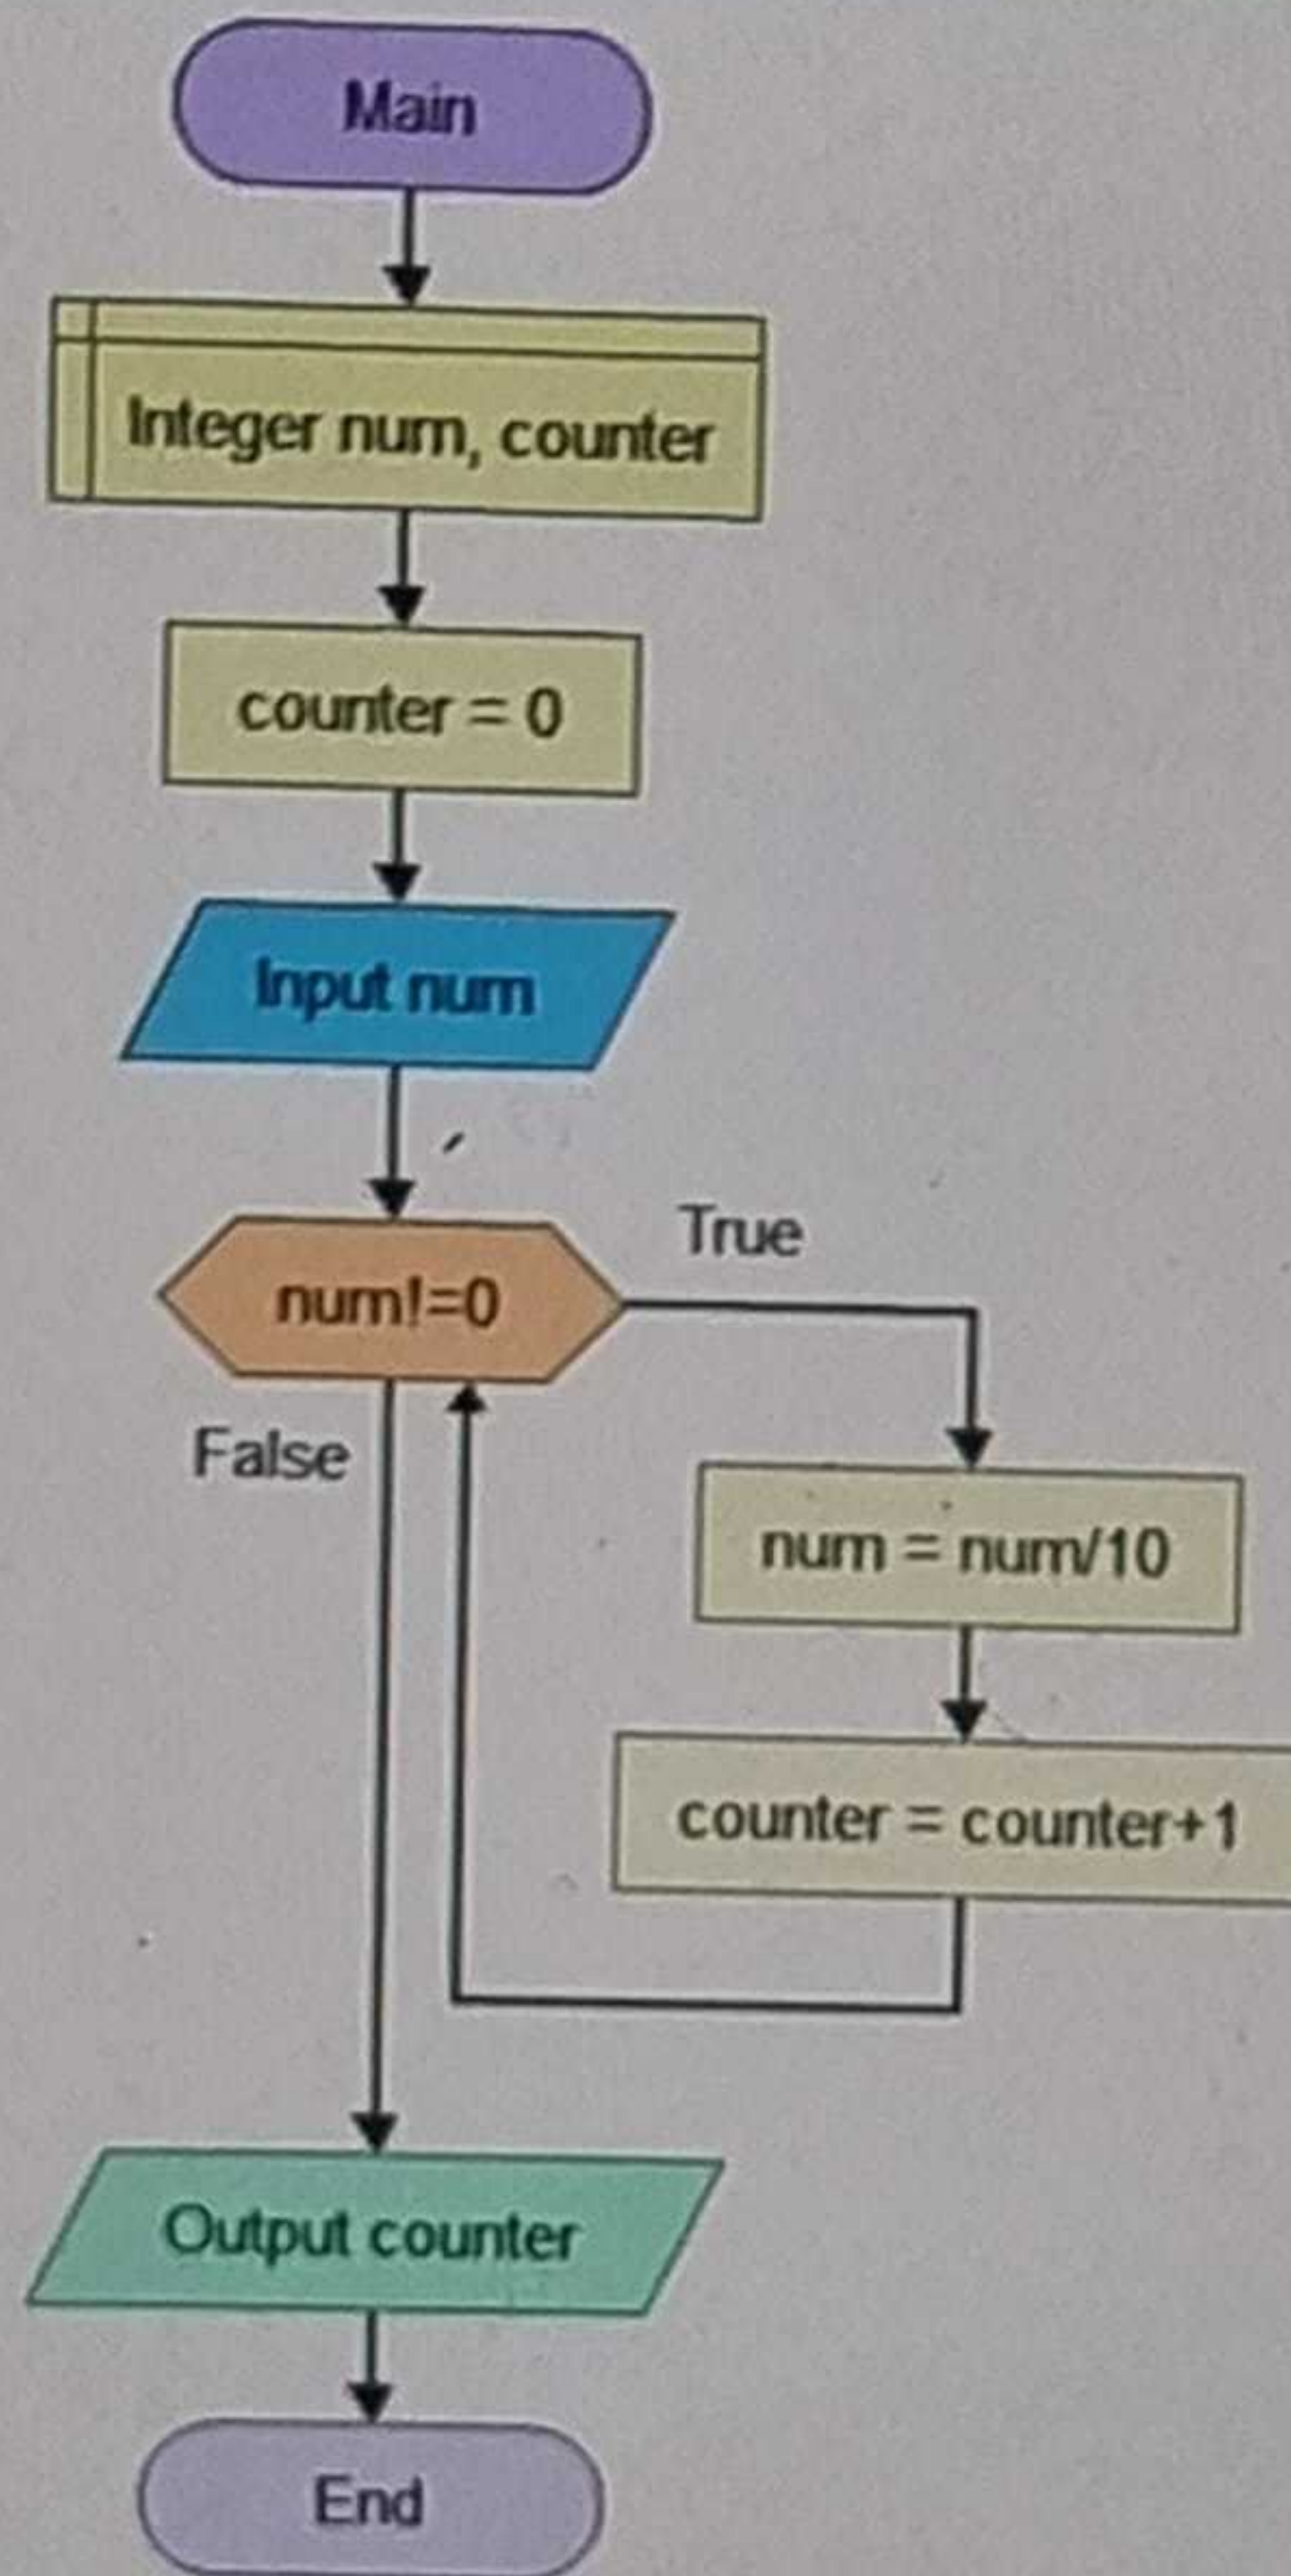 Main
Integer num, counter
counter = 0
Input num
num!=0
True
False
num = num/10
counter = counter+1
Output counter
End